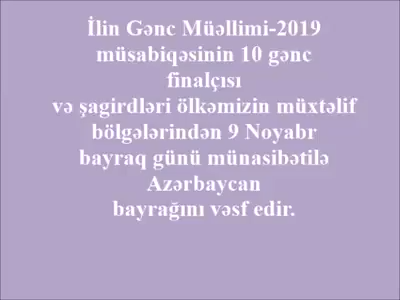 İlin Gənc Müəllimi-2019
müsabiqəsinin 10 gənc
finalçısı
və şagirdləri ölkəmizin müxtəlif
bölgələrindən 9 Noyabr
bayraq günü münasibətilə
Azərbaycan
bayrağını vəsf edir.